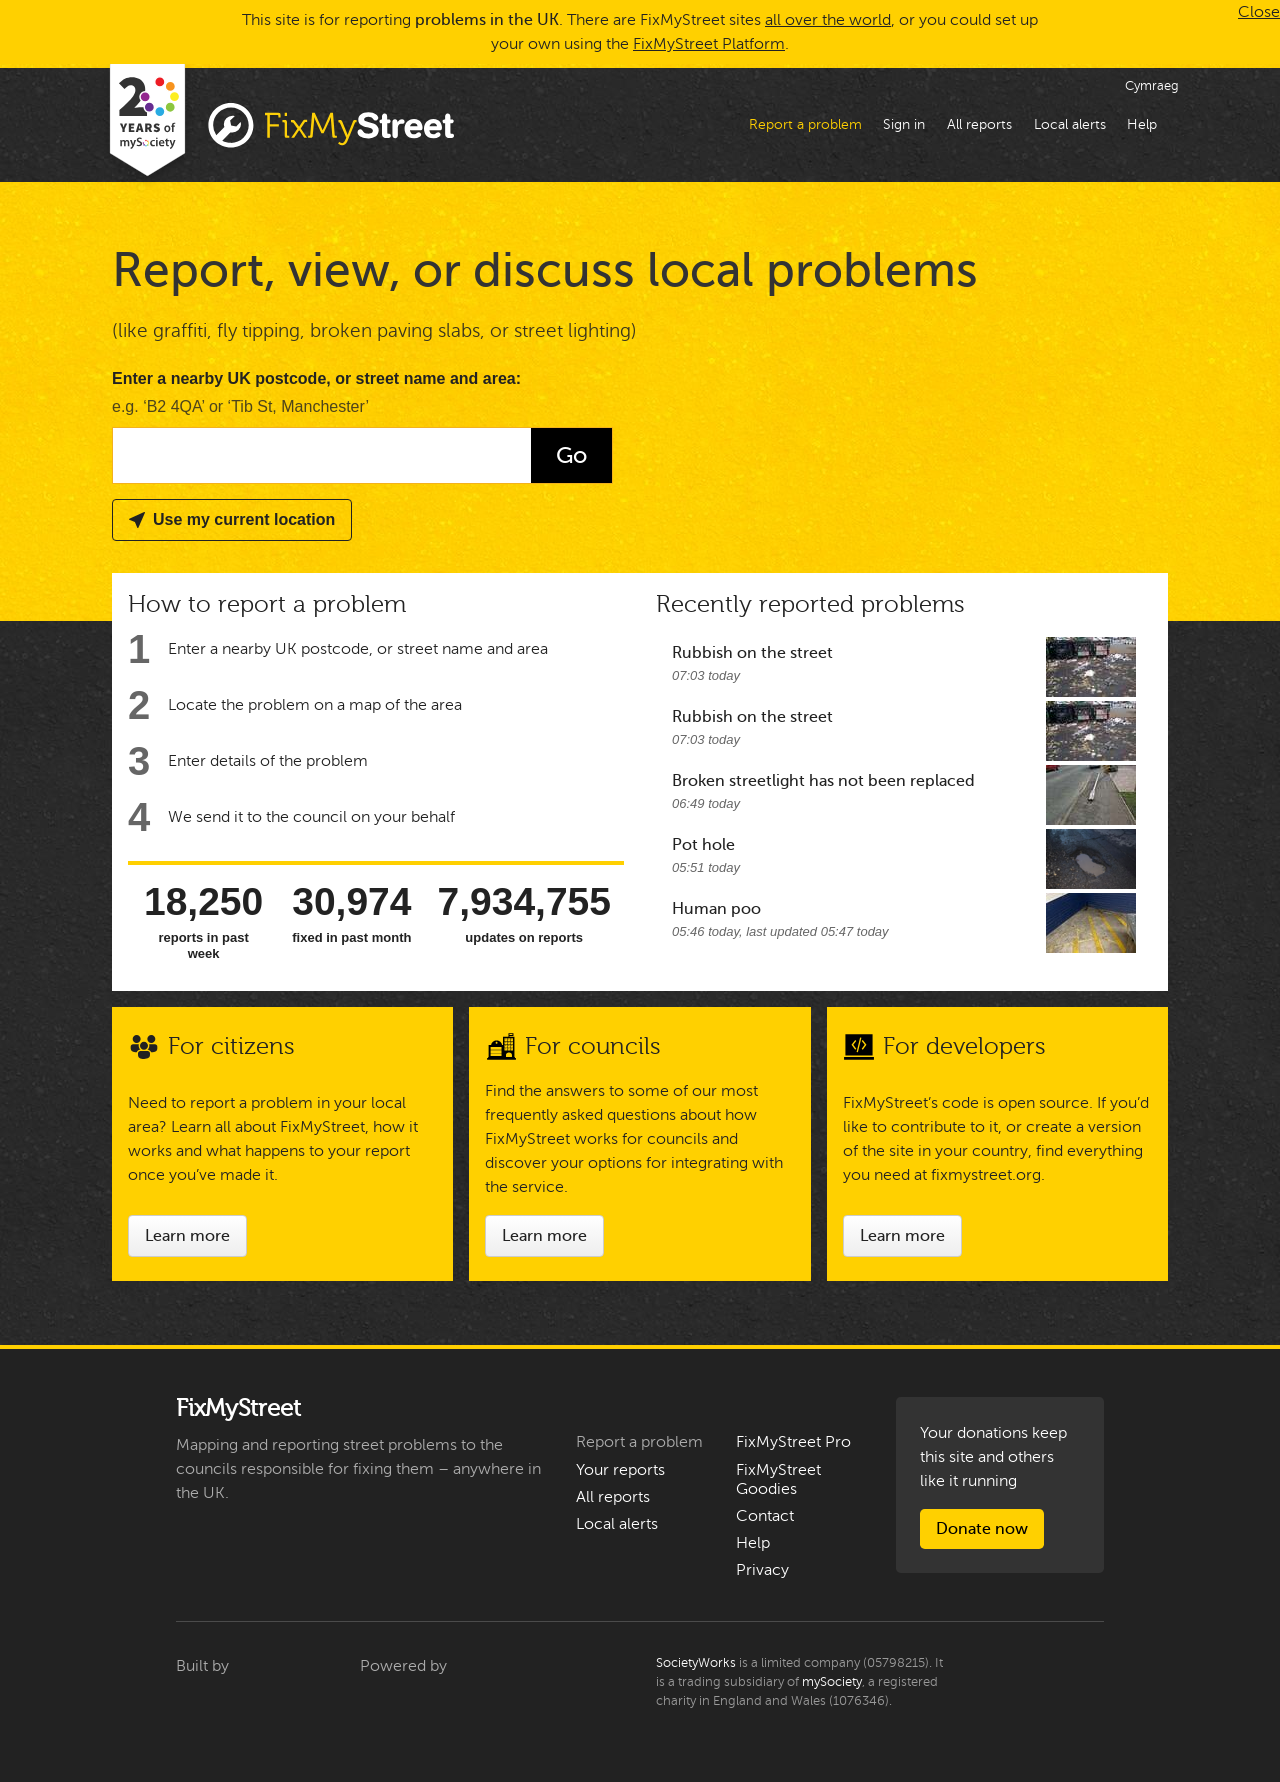 This site is for reporting problems in the UK. There are FixMyStreet sites all over the world, or you could set up
your own using the FixMyStreet Platform.
Close
20
YEARS of
mySociety
FixMyStreet
Cymraeg
Report a problem
Sign in
All reports
Local alerts
Help
Report, view, or discuss local problems
(like graffiti, fly tipping, broken paving slabs, or street lighting)
Enter a nearby UK postcode, or street name and area:
e.g. ‘B2 4QA’ or ‘Tib St, Manchester’
Go
Use my current location
How to report a problem
1 Enter a nearby UK postcode, or street name and area
2 Locate the problem on a map of the area
3 Enter details of the problem
4 We send it to the council on your behalf
18,250
reports in past
week
30,974
fixed in past month
7,934,755
updates on reports
Recently reported problems
Rubbish on the street
07:03 today
Rubbish on the street
07:03 today
Broken streetlight has not been replaced
06:49 today
Pot hole
05:51 today
Human poo
05:46 today, last updated 05:47 today
For citizens
Need to report a problem in your local
area? Learn all about FixMyStreet, how it
works and what happens to your report
once you’ve made it.
Learn more
For councils
Find the answers to some of our most
frequently asked questions about how
FixMyStreet works for councils and
discover your options for integrating with
the service.
Learn more
For developers
FixMyStreet’s code is open source. If you’d
like to contribute to it, or create a version
of the site in your country, find everything
you need at fixmystreet.org.
Learn more
FixMyStreet
Mapping and reporting street problems to the
councils responsible for fixing them – anywhere in
the UK.
Report a problem
Your reports
All reports
Local alerts
FixMyStreet Pro
FixMyStreet
Goodies
Contact
Help
Privacy
Your donations keep
this site and others
like it running
Donate now
Built by
Powered by
SocietyWorks is a limited company (05798215). It
is a trading subsidiary of mySociety, a registered
charity in England and Wales (1076346).